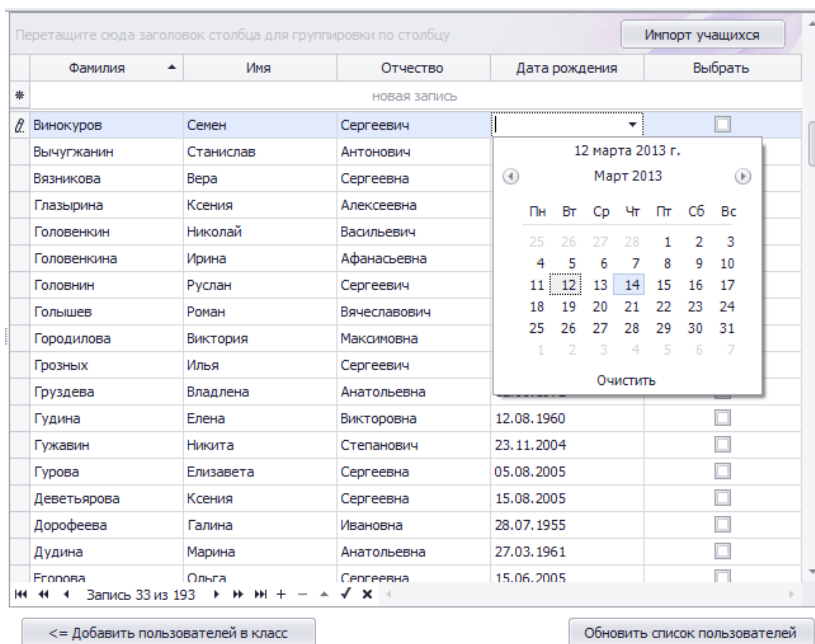 Перетащите сюда заголовок столбца для группировки по столбцу Импорт учащихся
Фамилия Имя Отчество Дата рождения Выбрать
новая запись
Винокуров Семен Сергеевич
Вычугжанин Станислав Антонович
Вязникова Вера Сергеевна
Глазырина Ксения Алексеевна
Головенкин Николай Васильевич
Головенкина Ирина Афанасьевна
Головнин Руслан Сергеевич
Голышев Роман Вячеславович
Городилова Виктория Максимовна
Грозных Илья Сергеевич
Груздева Владлена Анатольевна
Гудина Елена Викторовна 12.08.1960
Гужавин Никита Степанович 23.11.2004
Гурова Елизавета Сергеевна 05.08.2005
Деветьярова Ксения Сергеевна 15.08.2005
Дорофеева Галина Ивановна 28.07.1955
Дудина Марина Анатольевна 27.03.1961
Егорова Ольга Сергеевна 15.06.2005
12 марта 2013 г.
Март 2013
Пн Вт Ср Чт Пт Сб Вс
25 26 27 28 1 2 3
4 5 6 7 8 9 10
11 12 13 14 15 16 17
18 19 20 21 22 23 24
25 26 27 28 29 30 31
1 2 3 4 5 6 7
Очистить
Запись 33 из 193
<= Добавить пользователей в класс Обновить список пользователей